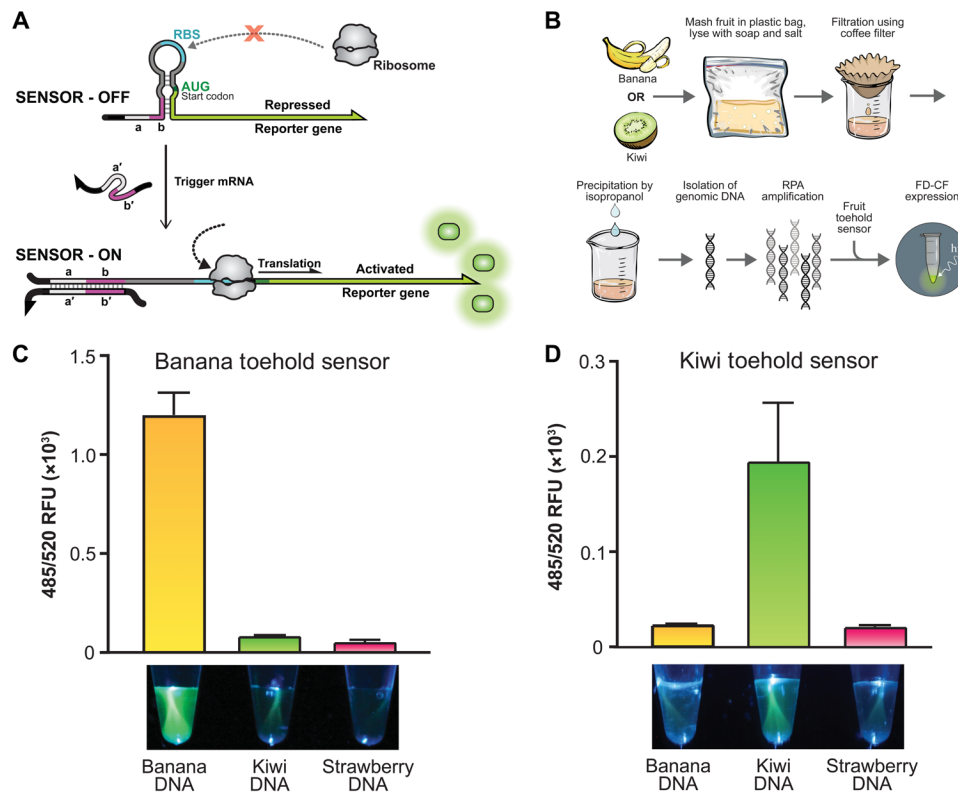 A
RBS
Ribosome
AUG
Start codon
SENSOR - OFF
Repressed
Reporter gene
a
b
a′
b′
Trigger mRNA
SENSOR - ON
a
b
a′
b′
Translation
Activated
Reporter gene
B
Banana
OR
Kiwi
Mash fruit in plastic bag,
lyse with soap and salt
Filtration using
coffee filter
Precipitation by
isopropanol
Isolation of
genomic DNA
RPA
amplification
Fruit
toehold
sensor
FD-CF
expression
h
C
Banana toehold sensor
485/520 RFU (×10³)
1.5
1.0
0.5
0
Banana
DNA
Kiwi
DNA
Strawberry
DNA
D
Kiwi toehold sensor
485/520 RFU (×10³)
0.3
0.2
0.1
0
Banana
DNA
Kiwi
DNA
Strawberry
DNA